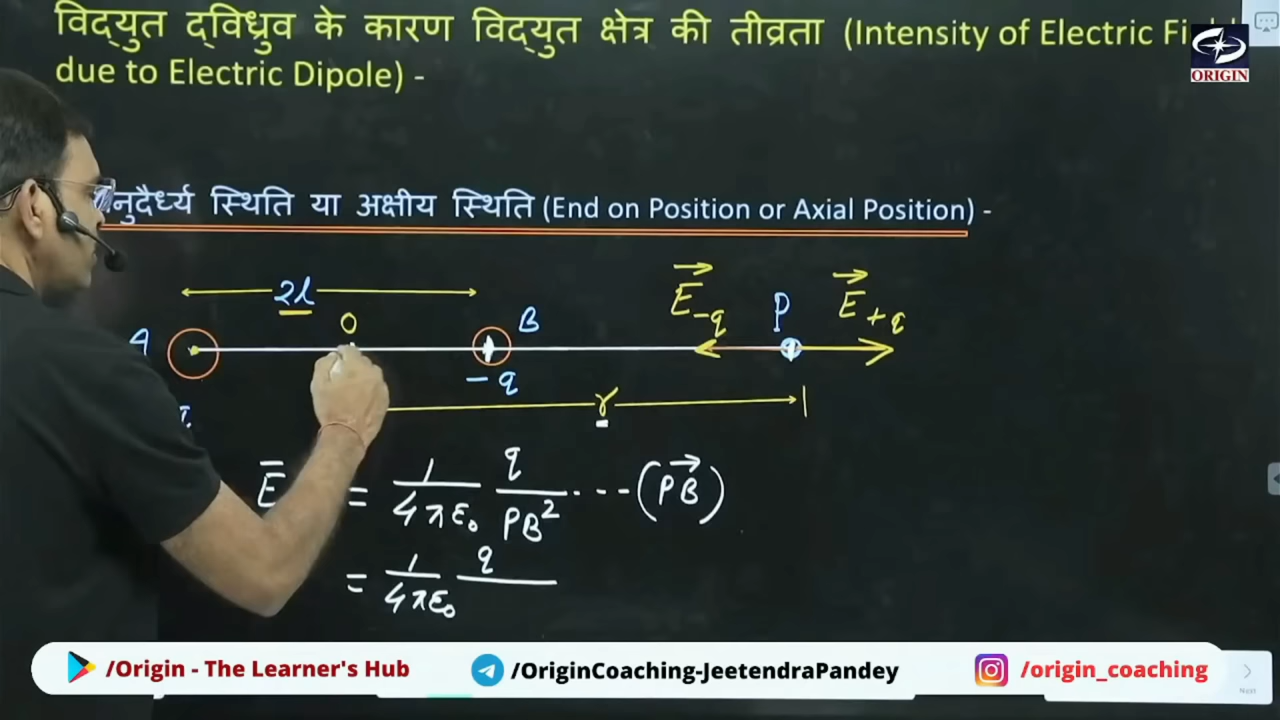 विद्युत द्विध्रुव के कारण विद्युत क्षेत्र की तीव्रता (Intensity of Electric Fi
due to Electric Dipole) -
ORIGIN
नुदैर्ध्य स्थिति या अक्षीय स्थिति (End on Position or Axial Position) -
2l
O
A
B
-q
E⃗-q
P
E⃗+q
r
= 1/4πε₀ q/PB² ---- (PB⃗)
= 1/4πε₀ q/
/Origin - The Learner's Hub
/OriginCoaching-JeetendraPandey
/origin_coaching
Next